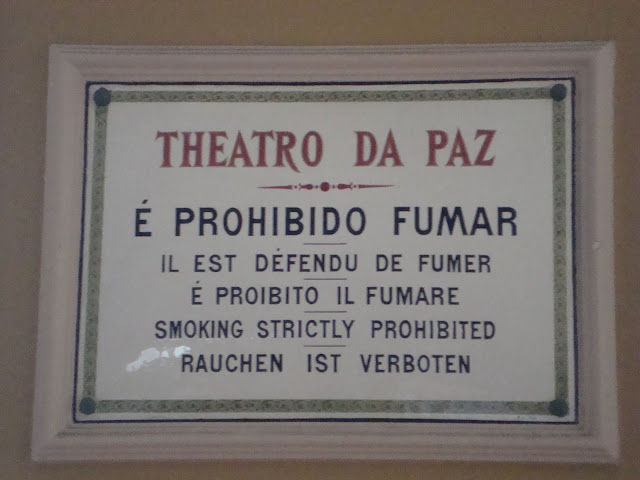 THEATRO DA PAZ
É PROHIBIDO FUMAR
IL EST DÉFENDU DE FUMER
É PROIBITO IL FUMARE
SMOKING STRICTLY PROHIBITED
RAUCHEN IST VERBOTEN